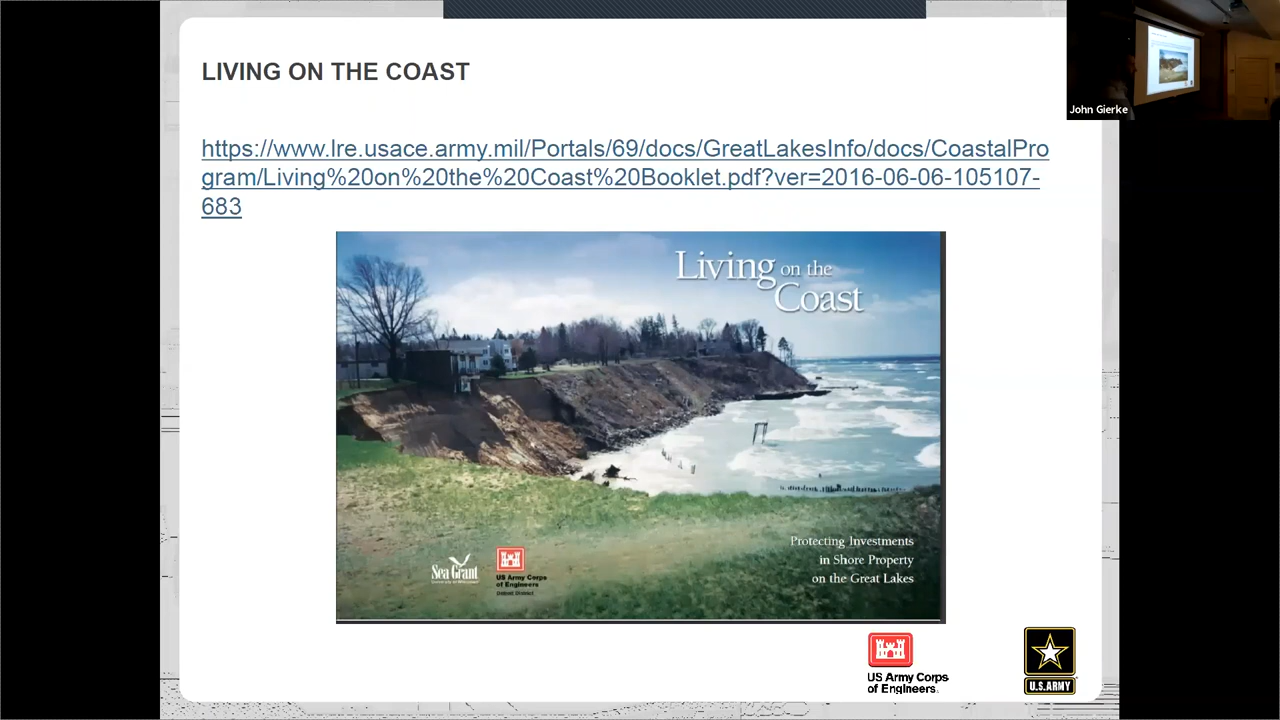 LIVING ON THE COAST
John Gierke
https://www.lre.usace.army.mil/Portals/69/docs/GreatLakesInfo/docs/CoastalPro
gram/Living%20on%20the%20Coast%20Booklet.pdf?ver=2016-06-06-105107-
683
Living on the
Coast
Protecting Investments
in Shore Property
on the Great Lakes
Sea Grant
US Army Corps
of Engineers
Detroit District
US Army Corps
of Engineers
U.S.ARMY